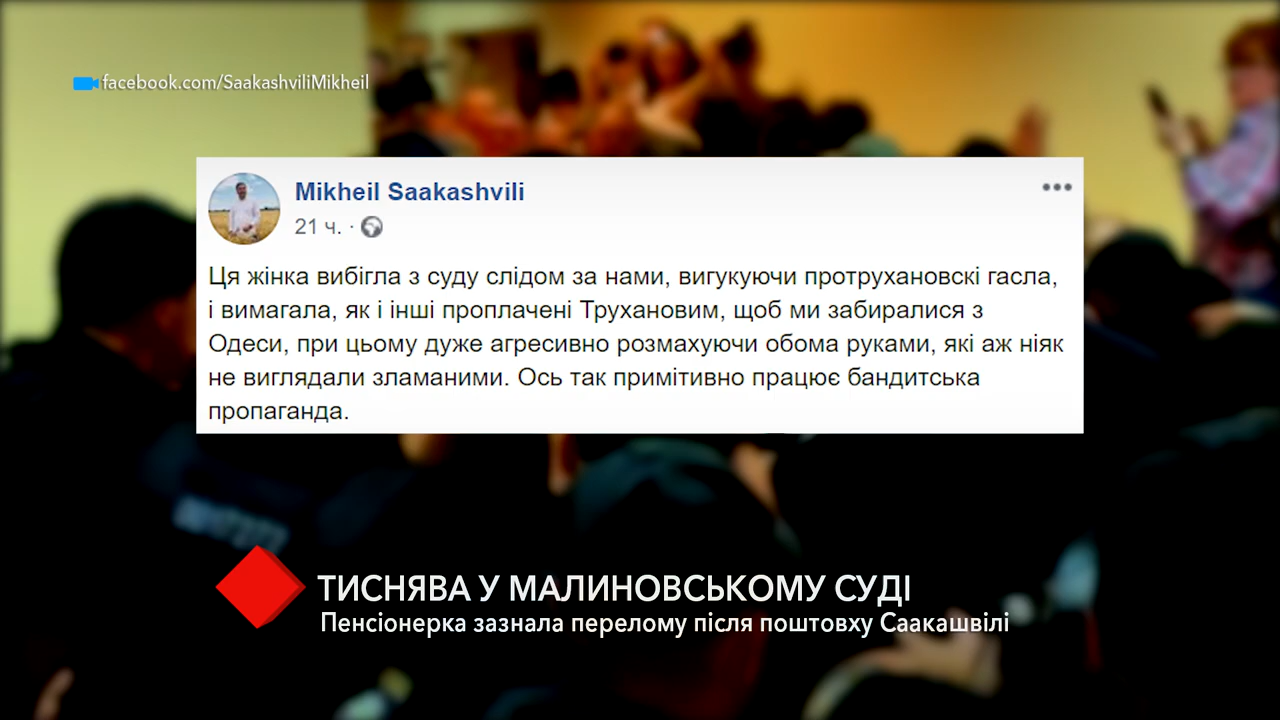 facebook.com/SaakashviliMikheil
Mikheil Saakashvili
21 ч. ·
Ця жінка вибігла з суду слідом за нами, вигукуючи протрухановскі гасла,
і вимагала, як і інші проплачені Трухановим, щоб ми забиралися з
Одеси, при цьому дуже агресивно розмахуючи обома руками, які аж ніяк
не виглядали зламаними. Ось так примітивно працює бандитська
пропаганда.
ТИСНЯВА У МАЛИНОВСЬКОМУ СУДІ
Пенсіонерка зазнала перелому після поштовху Саакашвілі